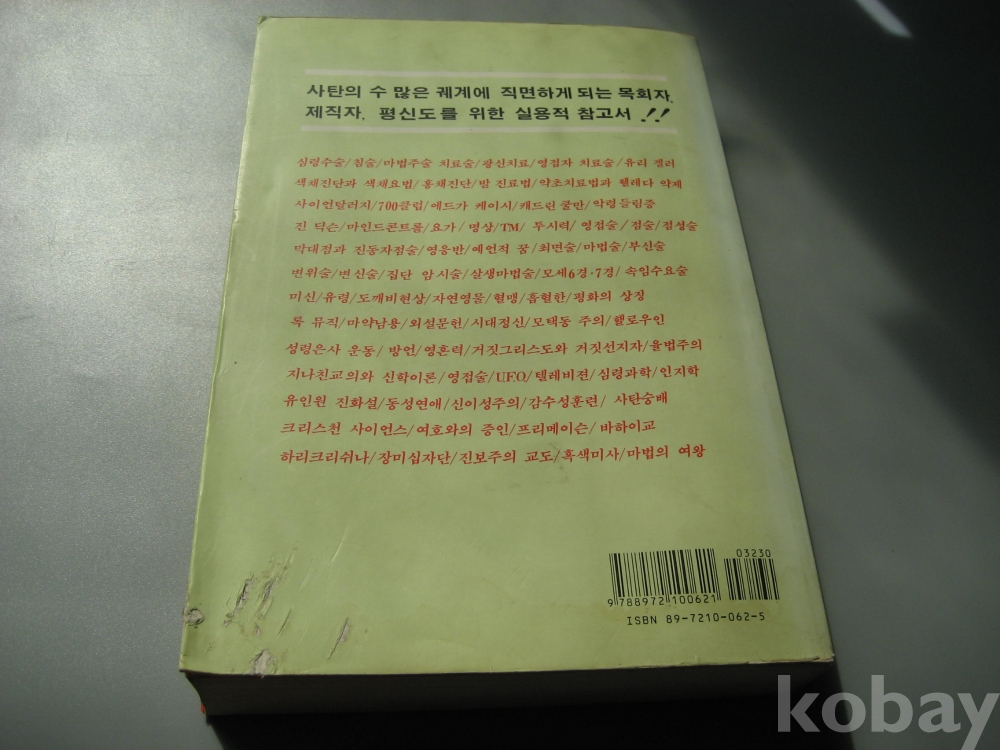 사탄의 수 많은 궤계에 직면하게 되는 목회자,
제직자, 평신도를 위한 실용적 참고서 !!
심령수술/침술/마법주술 치료술/광신치료/영접자 치료술/유리 겔러
색채진단과 색채요법/홍채진단/발 진료법/약초치료법과 웰레다 약제
사이언탈러지/700클럽/에드가 케이시/캐드린 쿨만/악령들림증
진 딕슨/마인드콘트롤/요가/ 명상/TM/ 투시력/ 영접술/ 점술/점성술
막대점과 진동자점술/영웅반/예언적 꿈/최면술/마법술/부신술
변위술/변신술/집단 암시술/살생마법술/모세6경·7경/ 속임수요술
미신/유령/도깨비현상/자연영물/혈맹/흡혈한/평화의 상징
록 뮤직/마약남용/외설문헌/시대정신/모택동 주의/핼로우인
성령은사 운동/ 방언/영혼력/거짓그리스도와 거짓선지자/율법주의
지나친교의와 신학이론/영접술/UFO/텔레비젼/심령과학/인지학
유인원 진화설/동성연애/신이성주의/감수성훈련/ 사탄숭배
크리스천 사이언스/여호와의 증인/프리메이슨/ 바하이교
하리크리쉬나/장미십자단/진보주의 교도/흑색미사/마법의 여왕
03230
9 788972 100621
ISBN 89-7210-062-5
kobay